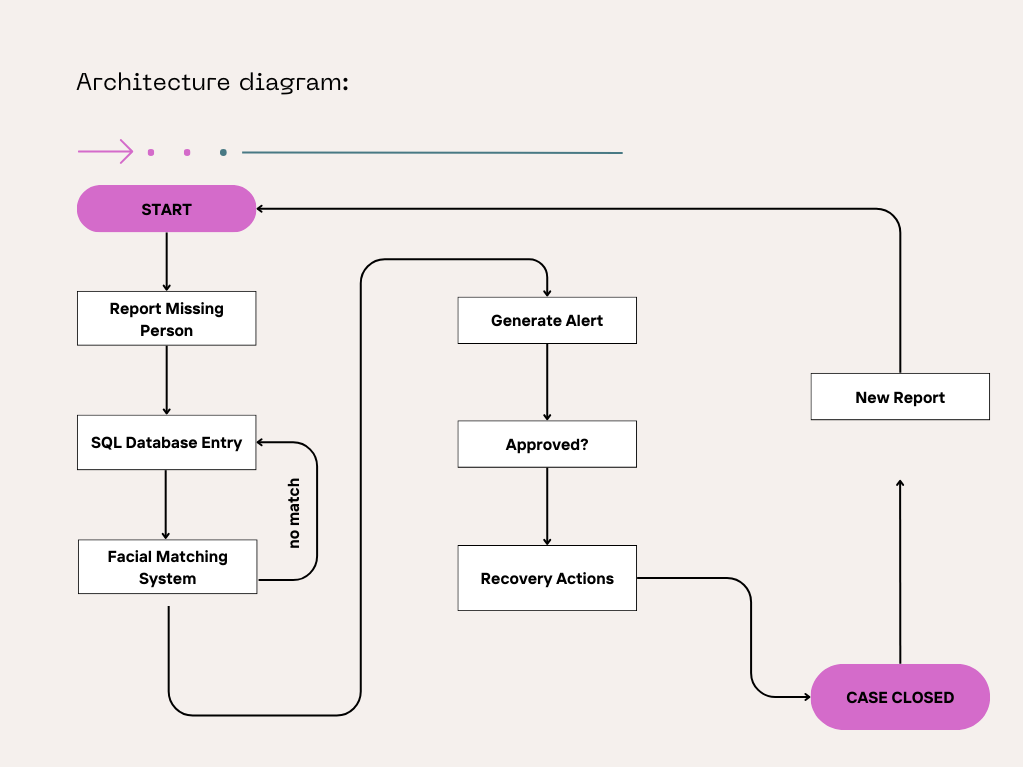 Architecture diagram:
START
Report Missing
Person
SQL Database Entry
no match
Facial Matching
System
Generate Alert
Approved?
Recovery Actions
New Report
CASE CLOSED